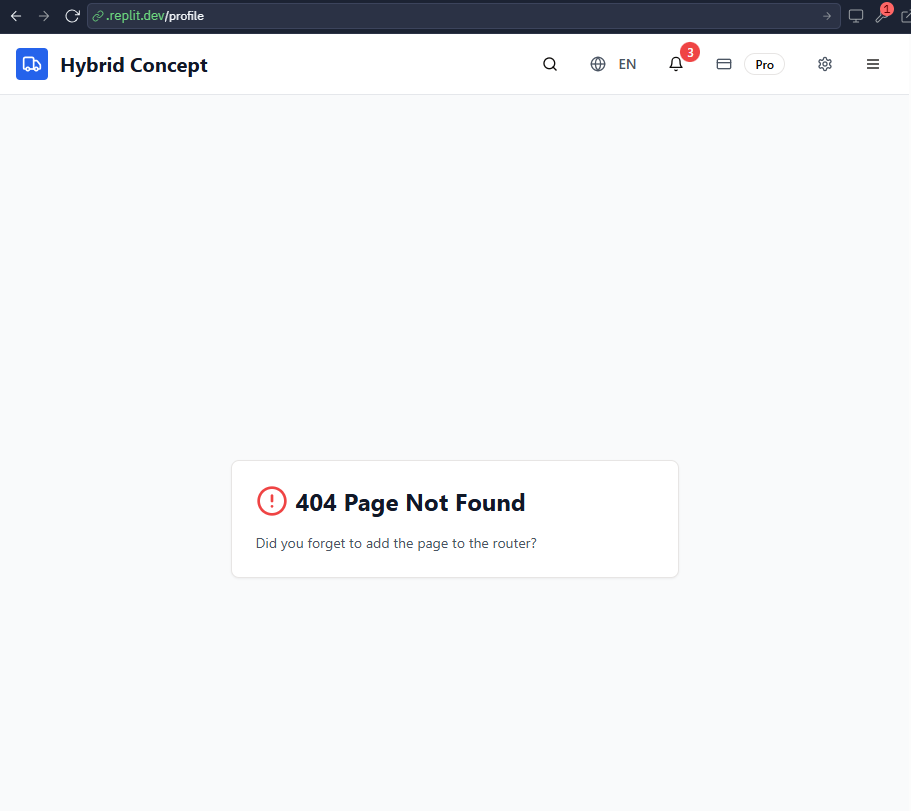 .replit.dev/profile
1
Hybrid Concept
EN
3
Pro
404 Page Not Found
Did you forget to add the page to the router?